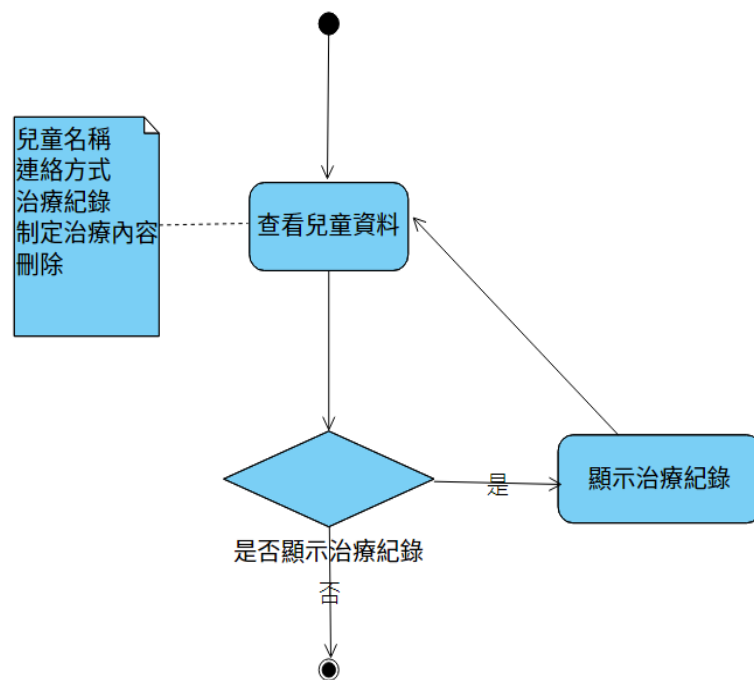 兒童名稱
連絡方式
治療紀錄
制定治療內容
刪除
查看兒童資料
是
顯示治療紀錄
是否顯示治療紀錄
否